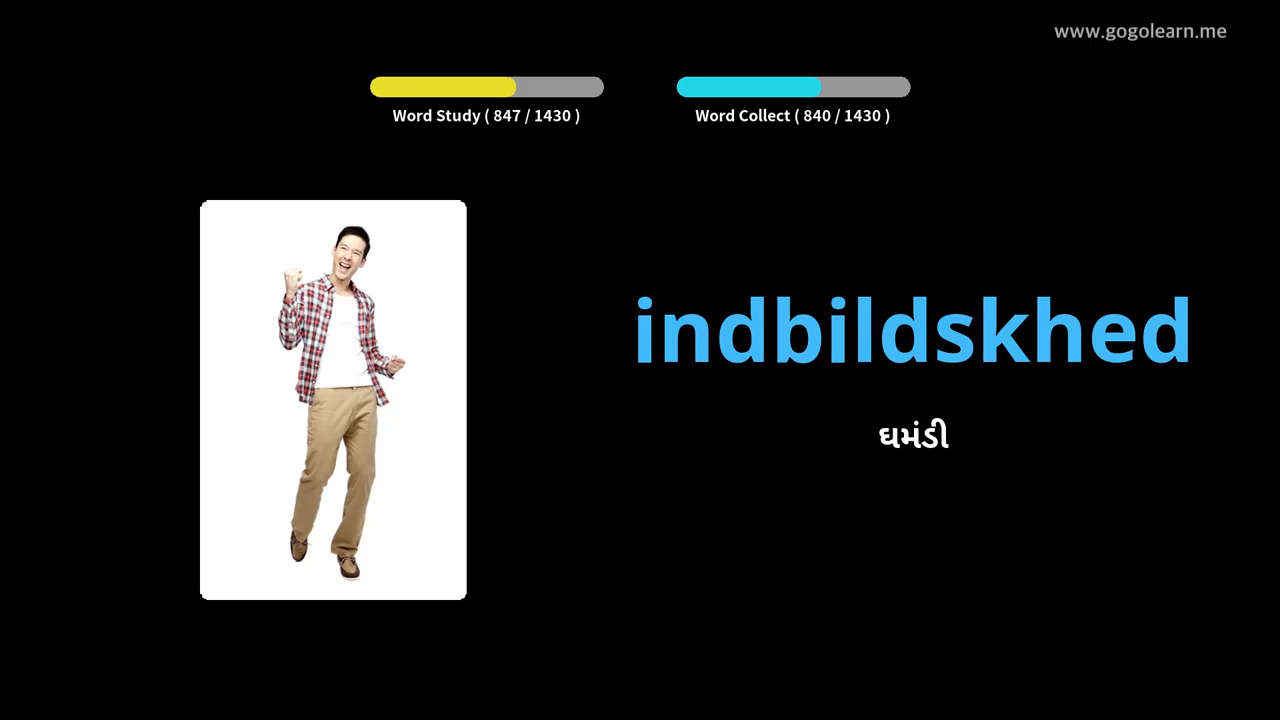 www.gogolearn.me
Word Study ( 847 / 1430 )
Word Collect ( 840 / 1430 )
indbildskhed
ઘમંડી